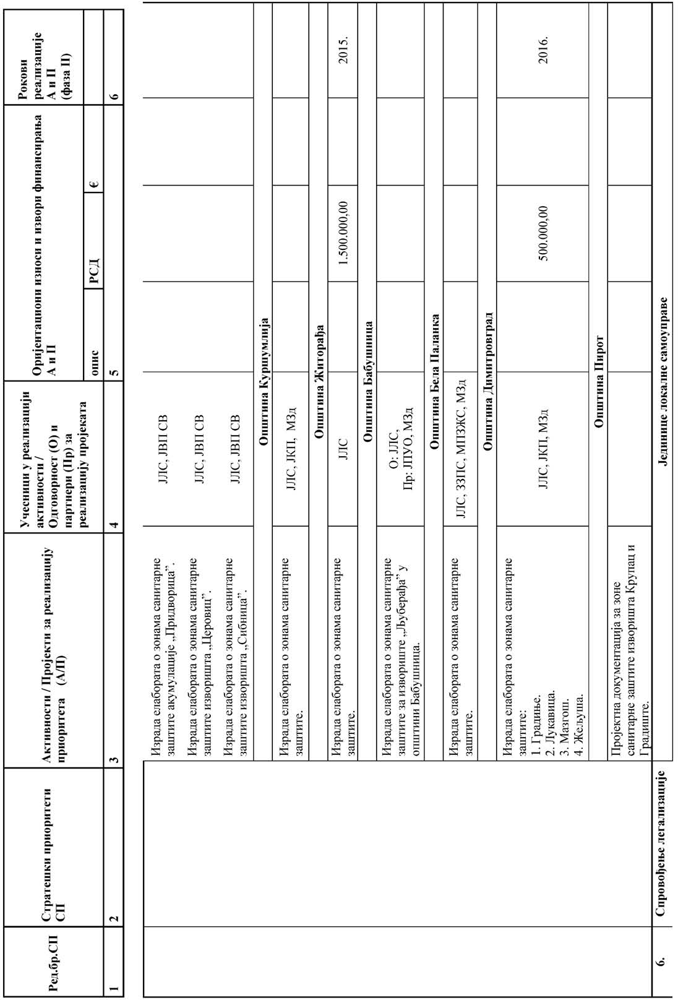 Ред.бр.СП
Стратешки приоритети
СП
Активности / Пројекти за реализацију
приоритета (А/П)
Учесници у реализацији
активности /
Одговорност (О) и
партнери (Пр) за
реализацију пројеката
Оријентациони износи и извори финансирања
А и П
опис
РСД
€
Рокови
реализације
А и П
(фаза II)
1
2
3
4
5
6
Израда елабората о зонама санитарне
заштите акумулације „Придворица”.
ЈЛС, ЈВП СВ
Израда елабората о зонама санитарне
заштите изворишта „Церовиц”.
ЈЛС, ЈВП СВ
Израда елабората о зонама санитарне
заштите изворишта „Сибница”.
ЈЛС, ЈВП СВ
Општина Куршумлија
Израда елабората о зонама санитарне
заштите.
ЈЛС, ЈКП, МЗд
Општина Житорађа
Израда елабората о зонама санитарне
заштите.
ЈЛС
1.500.000,00
2015.
Општина Бабушница
Израда елабората о зонама санитарне
заштите за извориште „Љуберађа” у
општини Бабушница.
О: ЈЛС,
Пр: ЈПУО, МЗд
Општина Бела Паланка
Израда елабората о зонама санитарне
заштите.
ЈЛС, ЗЗПС, МПЗЖС, МЗд
Општина Димитровград
Израда елабората о зонама санитарне
заштите:
1. Градиње.
2. Лукавица.
3. Мазгош.
4. Жељуша.
ЈЛС, ЈКП, МЗд
500.000,00
2016.
Општина Пирот
Пројектна документација за зоне
санитарне заштите изворишта Крупац и
Градиште.
6.
Спровођење легализације
Јединице локалне самоуправе